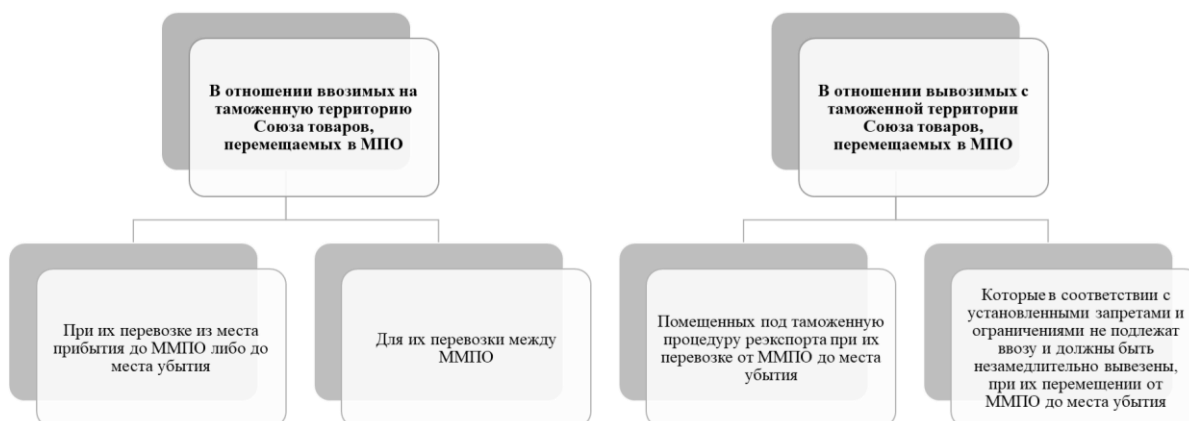 В отношении ввозимых на
таможенную территорию
Союза товаров,
перемещаемых в МПО
При их перевозке из места
прибытия до ММПО либо до
места убытия
Для их перевозки между
ММПО
В отношении вывозимых с
таможенной территории
Союза товаров,
перемещаемых в МПО
Помещенных под таможенную
процедуру реэкспорта при их
перевозке от ММПО до места
убытия
Которые в соответствии с
установленными запретами и
ограничениями не подлежат
ввозу и должны быть
незамедлительно вывезены,
при их перемещении от
ММПО до места убытия